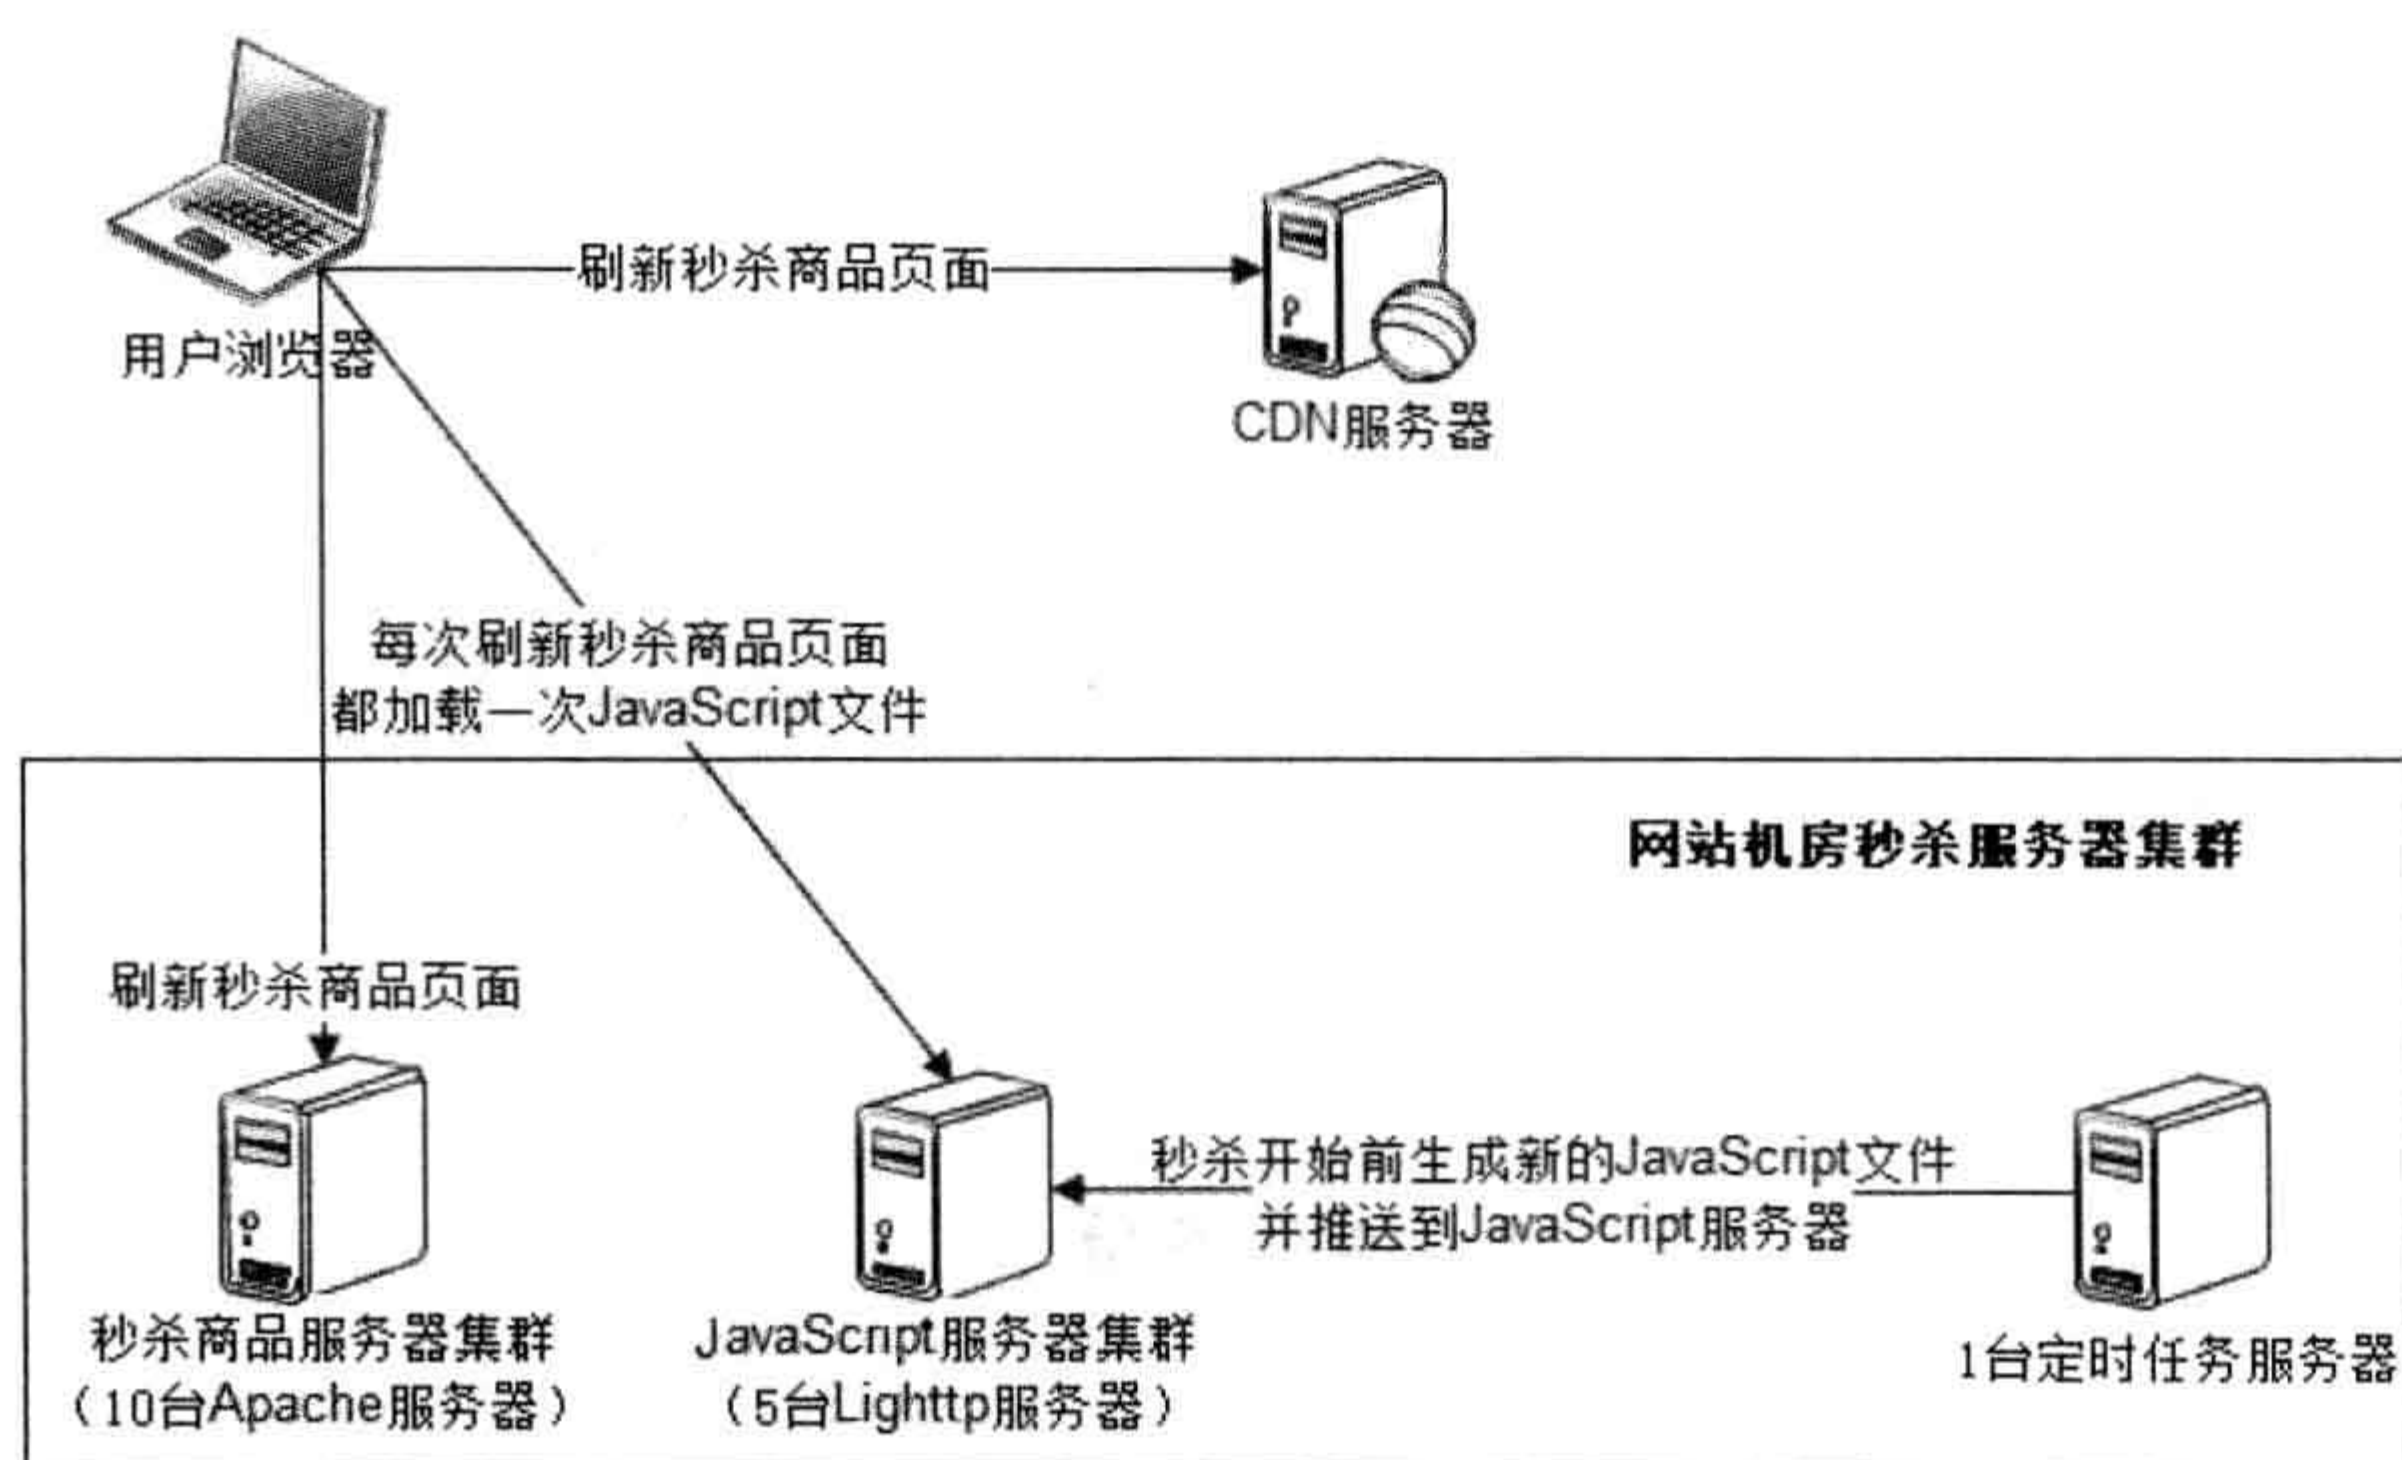 刷新秒杀商品页面
用户浏览器
CDN服务器
每次刷新秒杀商品页面
都加载一次JavaScript文件
网站机房秒杀服务器集群
刷新秒杀商品页面
秒杀开始前生成新的JavaScript文件
并推送到JavaScript服务器
秒杀商品服务器集群
（10台Apache服务器）
JavaScript服务器集群
（5台Lighttp服务器）
1台定时任务服务器